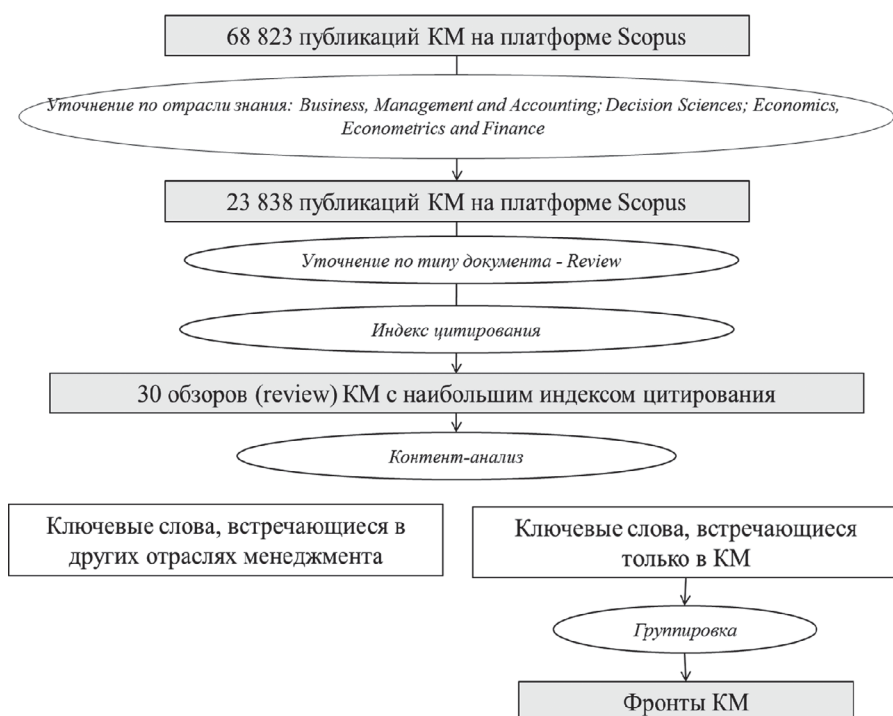 68 823 публикаций КМ на платформе Scopus
Уточнение по отрасли знания: Business, Management and Accounting; Decision Sciences; Economics,
Econometrics and Finance
23 838 публикаций КМ на платформе Scopus
Уточнение по типу документа - Review
Индекс цитирования
30 обзоров (review) КМ с наибольшим индексом цитирования
Контент-анализ
Ключевые слова, встречающиеся в
других отраслях менеджмента
Ключевые слова, встречающиеся
только в КМ
Группировка
Фронты КМ